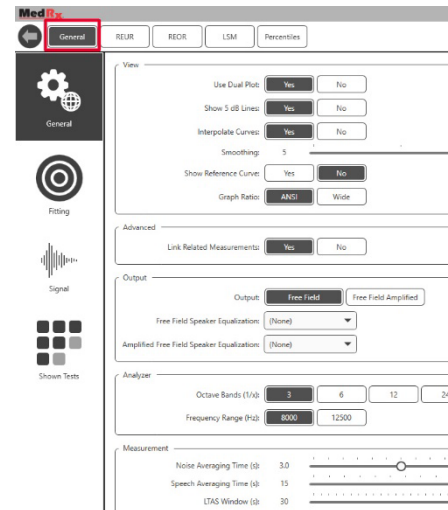 MedRx
General REUR REOR LSM Percentiles
General
Fitting
Signal
Shown Tests
View
Use Dual Plot: Yes No
Show 5 dB Lines: Yes No
Interpolate Curves: Yes No
Smoothing: 5
Show Reference Curve: Yes No
Graph Ratio: ANSI Wide
Advanced
Link Related Measurements: Yes No
Output
Output: Free Field Free Field Amplified
Free Field Speaker Equalization: (None)
Amplified Free Field Speaker Equalization: (None)
Analyzer
Octave Bands (1/x): 3 6 12 24
Frequency Range (Hz): 8000 12500
Measurement
Noise Averaging Time (s): 3.0
Speech Averaging Time (s): 15
LTAS Window (s): 30